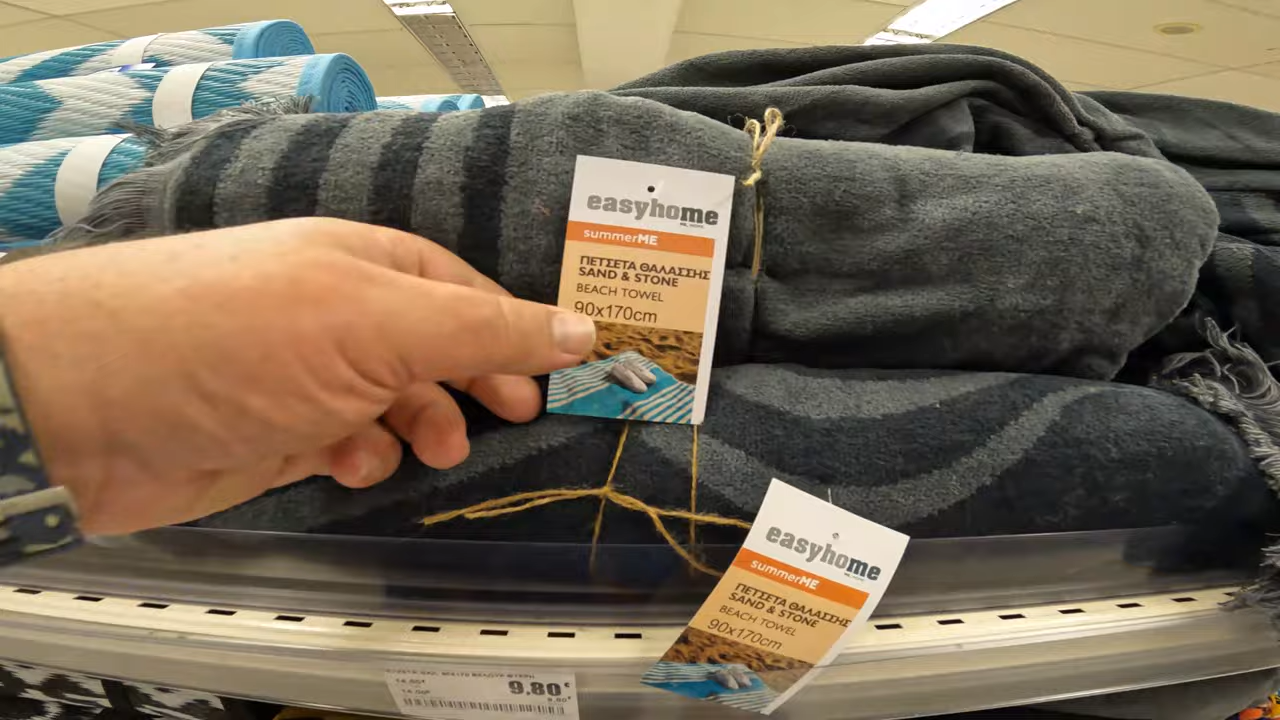 easyhome
summerME
ΠΕΤΣΕΤΑ ΘΑΛΑΣΣΗΣ
SAND & STONE
BEACH TOWEL
90x170cm
easyhome
summerME
ΠΕΤΣΕΤΑ ΘΑΛΑΣΣΗΣ
SAND & STONE
BEACH TOWEL
90x170cm
9.80€